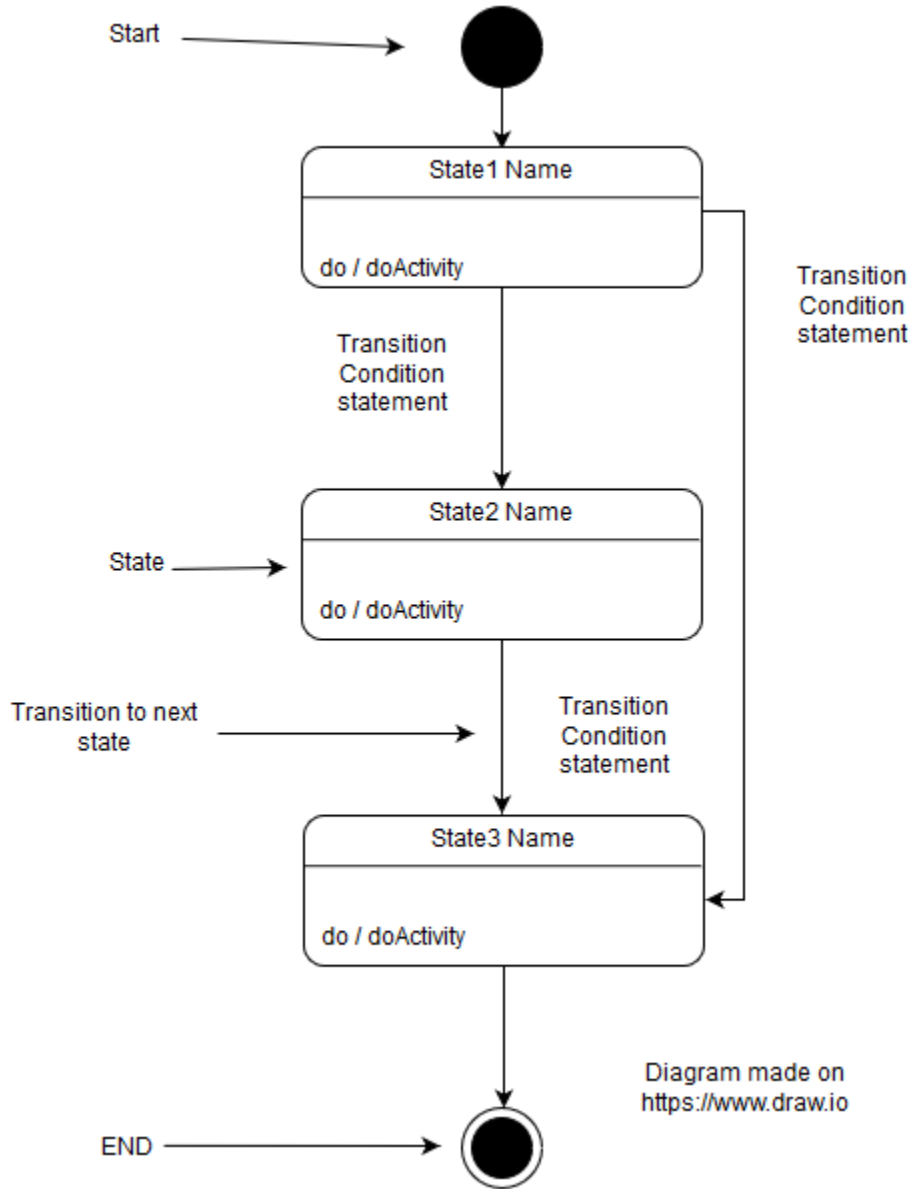 Start
State1 Name
do / doActivity
Transition
Condition
statement
Transition
Condition
statement
State2 Name
State
do / doActivity
Transition to next
state
Transition
Condition
statement
State3 Name
do / doActivity
Diagram made on
https://www.draw.io
END